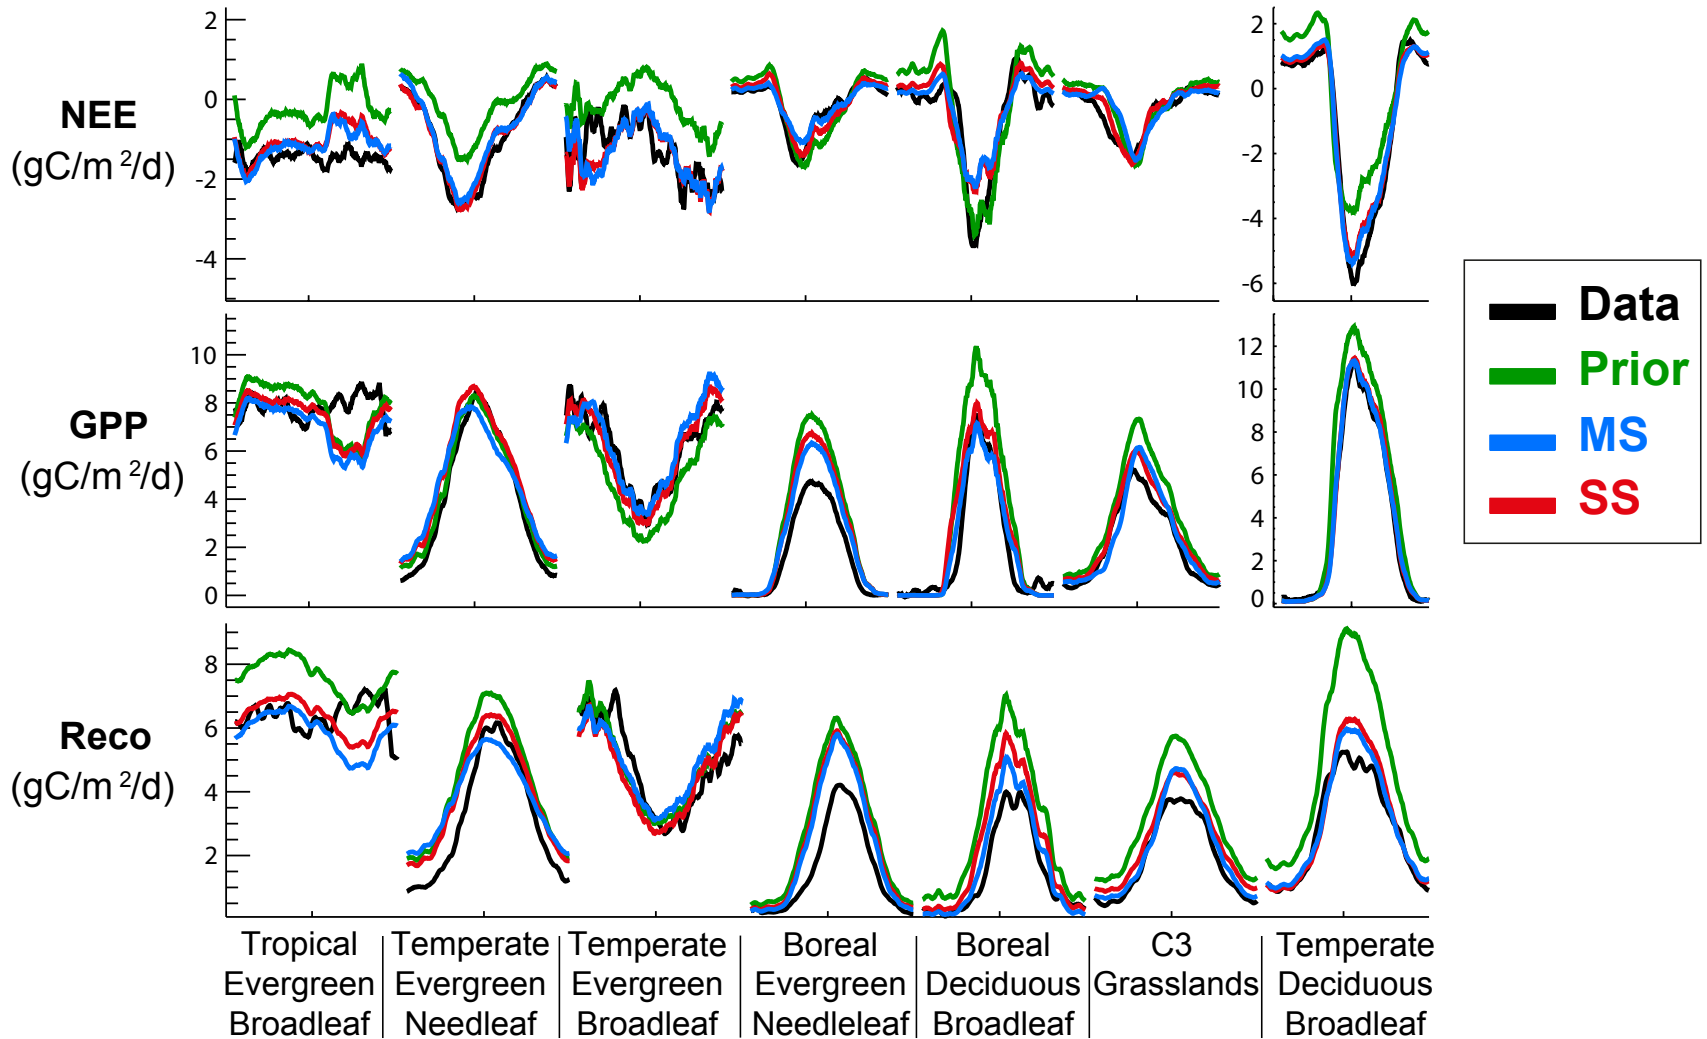 NEE
(gC/m²/d)
2
0
-2
-4
2
0
-2
-4
-6
GPP
(gC/m²/d)
10
8
6
4
2
0
12
10
8
6
4
2
0
Reco
(gC/m²/d)
8
6
4
2
Tropical
Evergreen
Broadleaf
Temperate
Evergreen
Needleaf
Temperate
Evergreen
Broadleaf
Boreal
Evergreen
Needleleaf
Boreal
Deciduous
Broadleaf
C3
Grasslands
Temperate
Deciduous
Broadleaf
Data
Prior
MS
SS